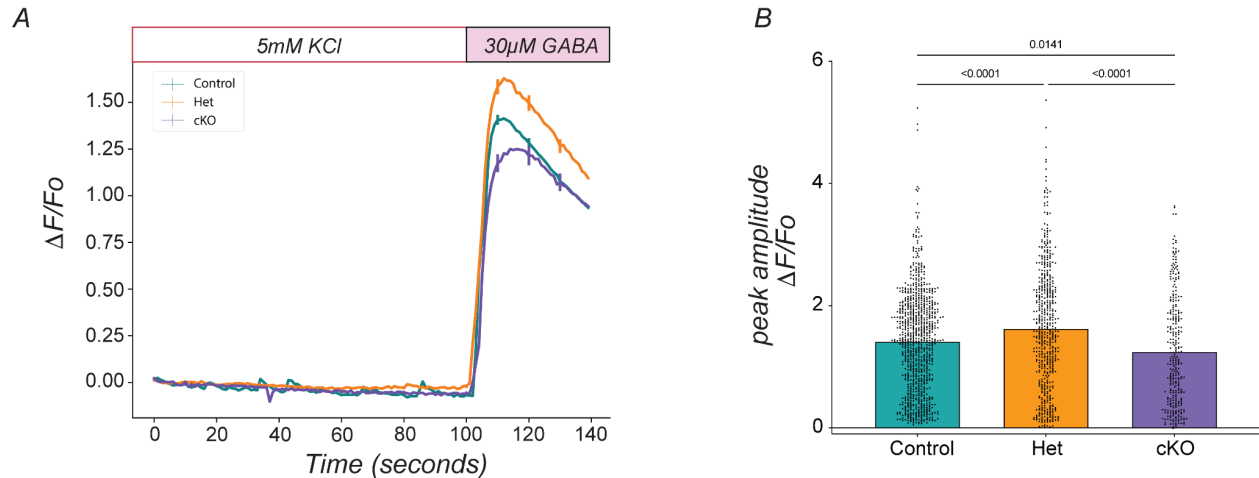 A
5mM KCl
30µM GABA
Control
Het
cKO
1.50
1.25
1.00
0.75
0.50
0.25
0.00
ΔF/Fo
0 20 40 60 80 100 120 140
Time (seconds)
B
0.0141
<0.0001 <0.0001
6
4
2
0
peak amplitude
ΔF/Fo
Control Het cKO